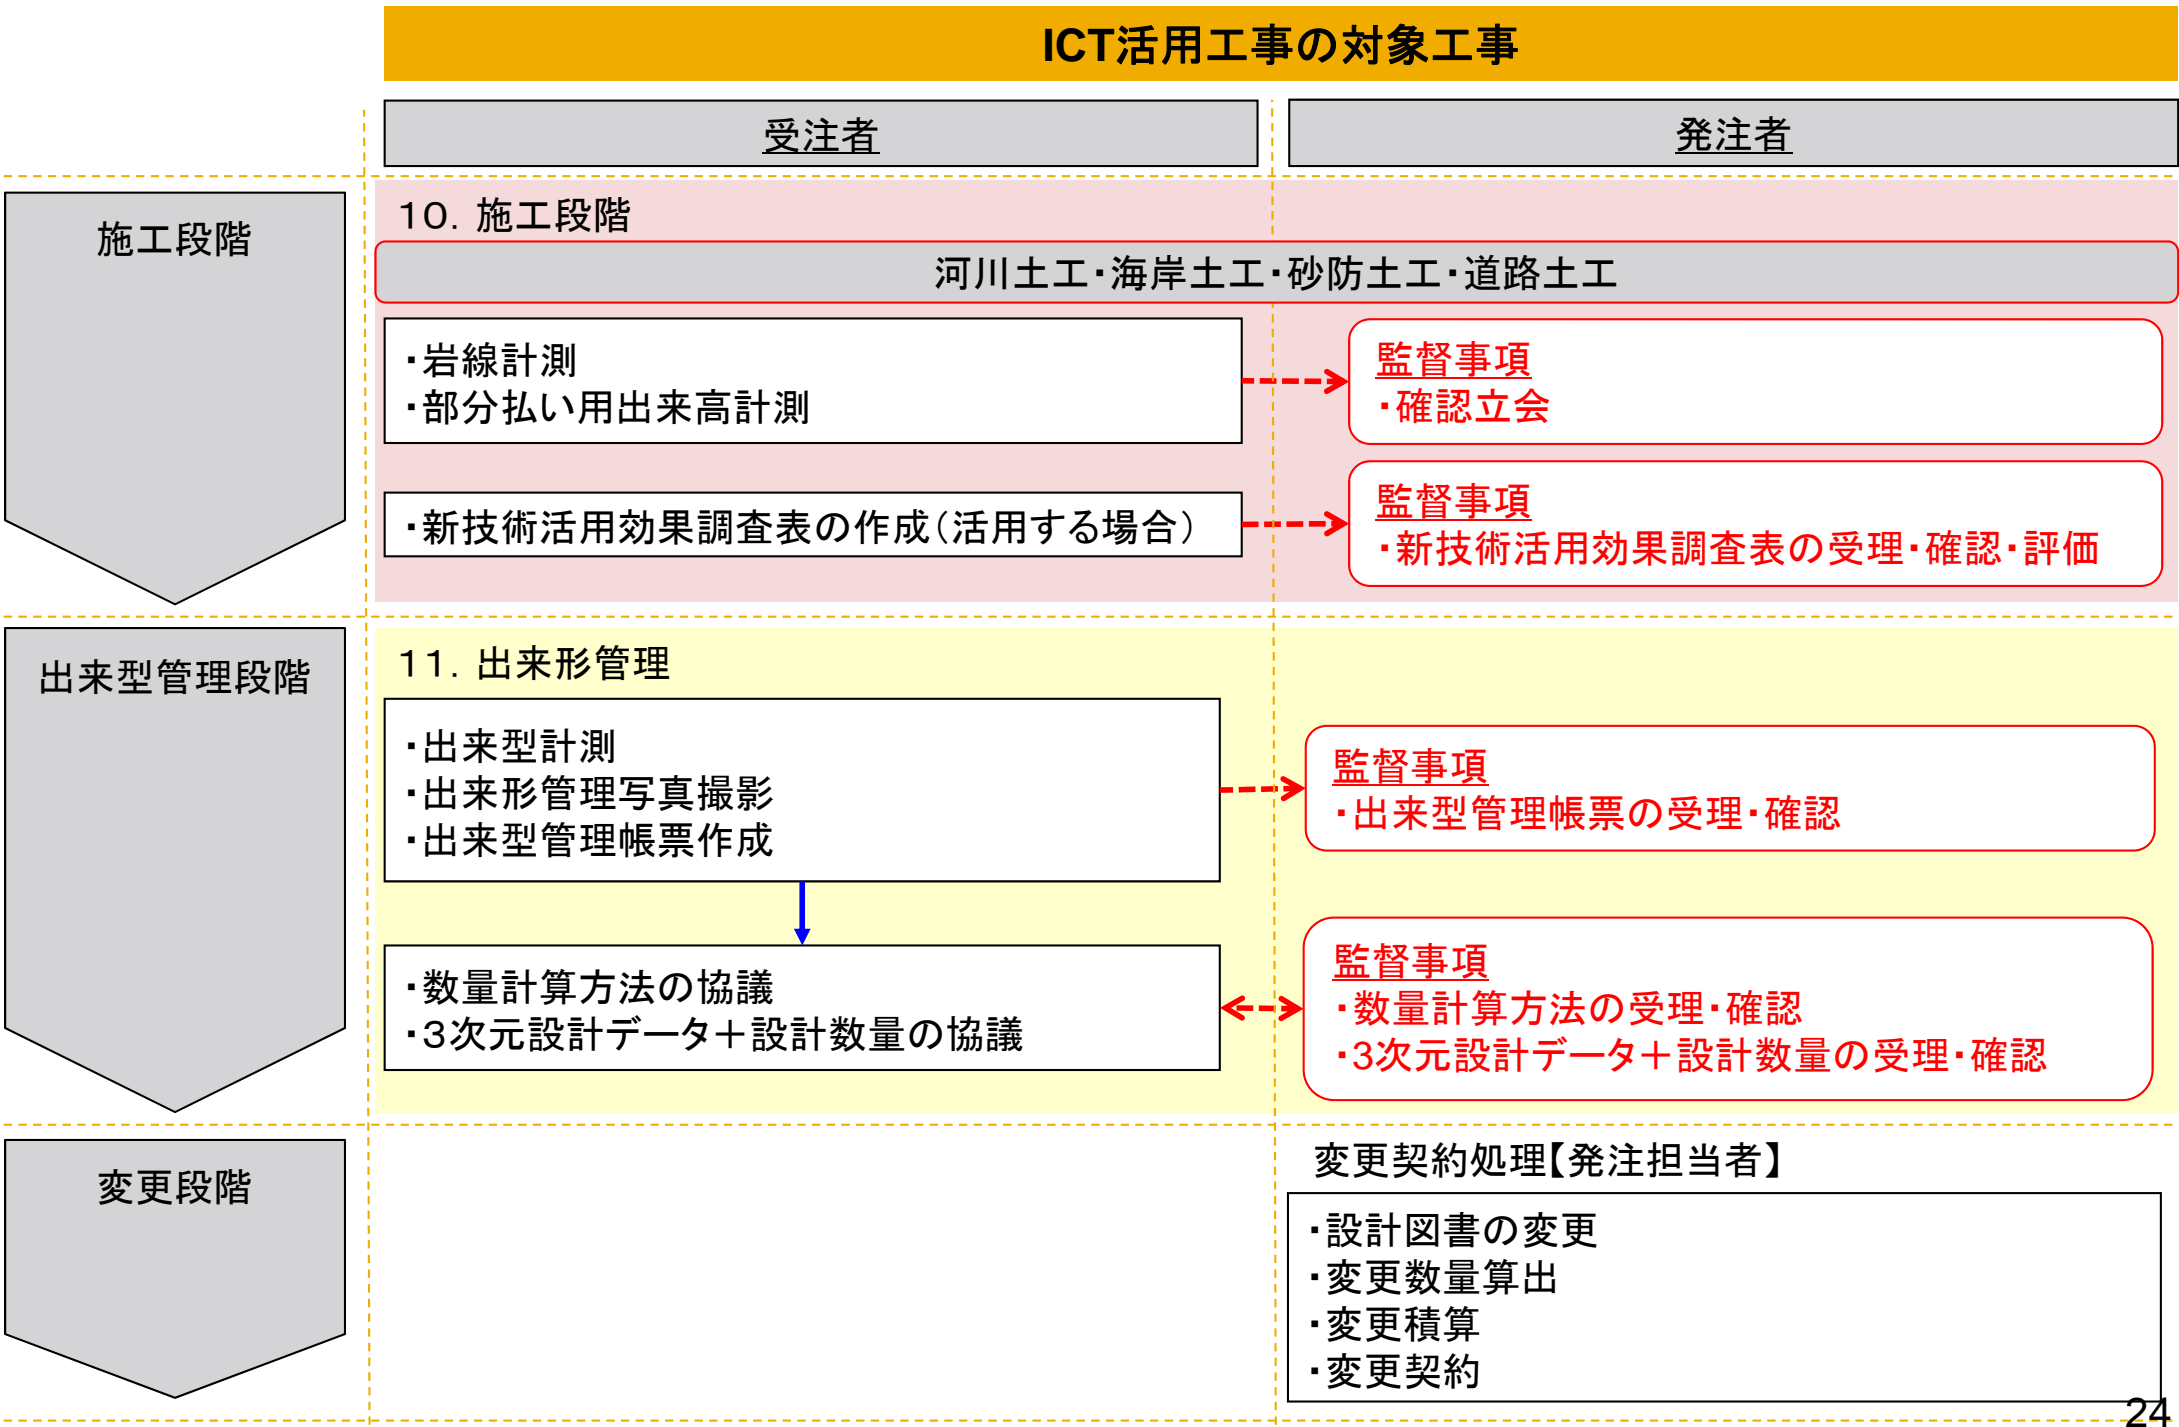 ICT活用工事の対象工事
受注者
発注者
施工段階
10. 施工段階
河川土工・海岸土工・砂防土工・道路土工
・岩線計測
・部分払い用出来高計測
監督事項
・確認立会
・新技術活用効果調査表の作成（活用する場合）
監督事項
・新技術活用効果調査表の受理・確認・評価
出来型管理段階
11. 出来形管理
・出来型計測
・出来形管理写真撮影
・出来型管理帳票作成
監督事項
・出来型管理帳票の受理・確認
・数量計算方法の協議
・3次元設計データ＋設計数量の協議
監督事項
・数量計算方法の受理・確認
・3次元設計データ＋設計数量の受理・確認
変更段階
変更契約処理【発注担当者】
・設計図書の変更
・変更数量算出
・変更積算
・変更契約
24